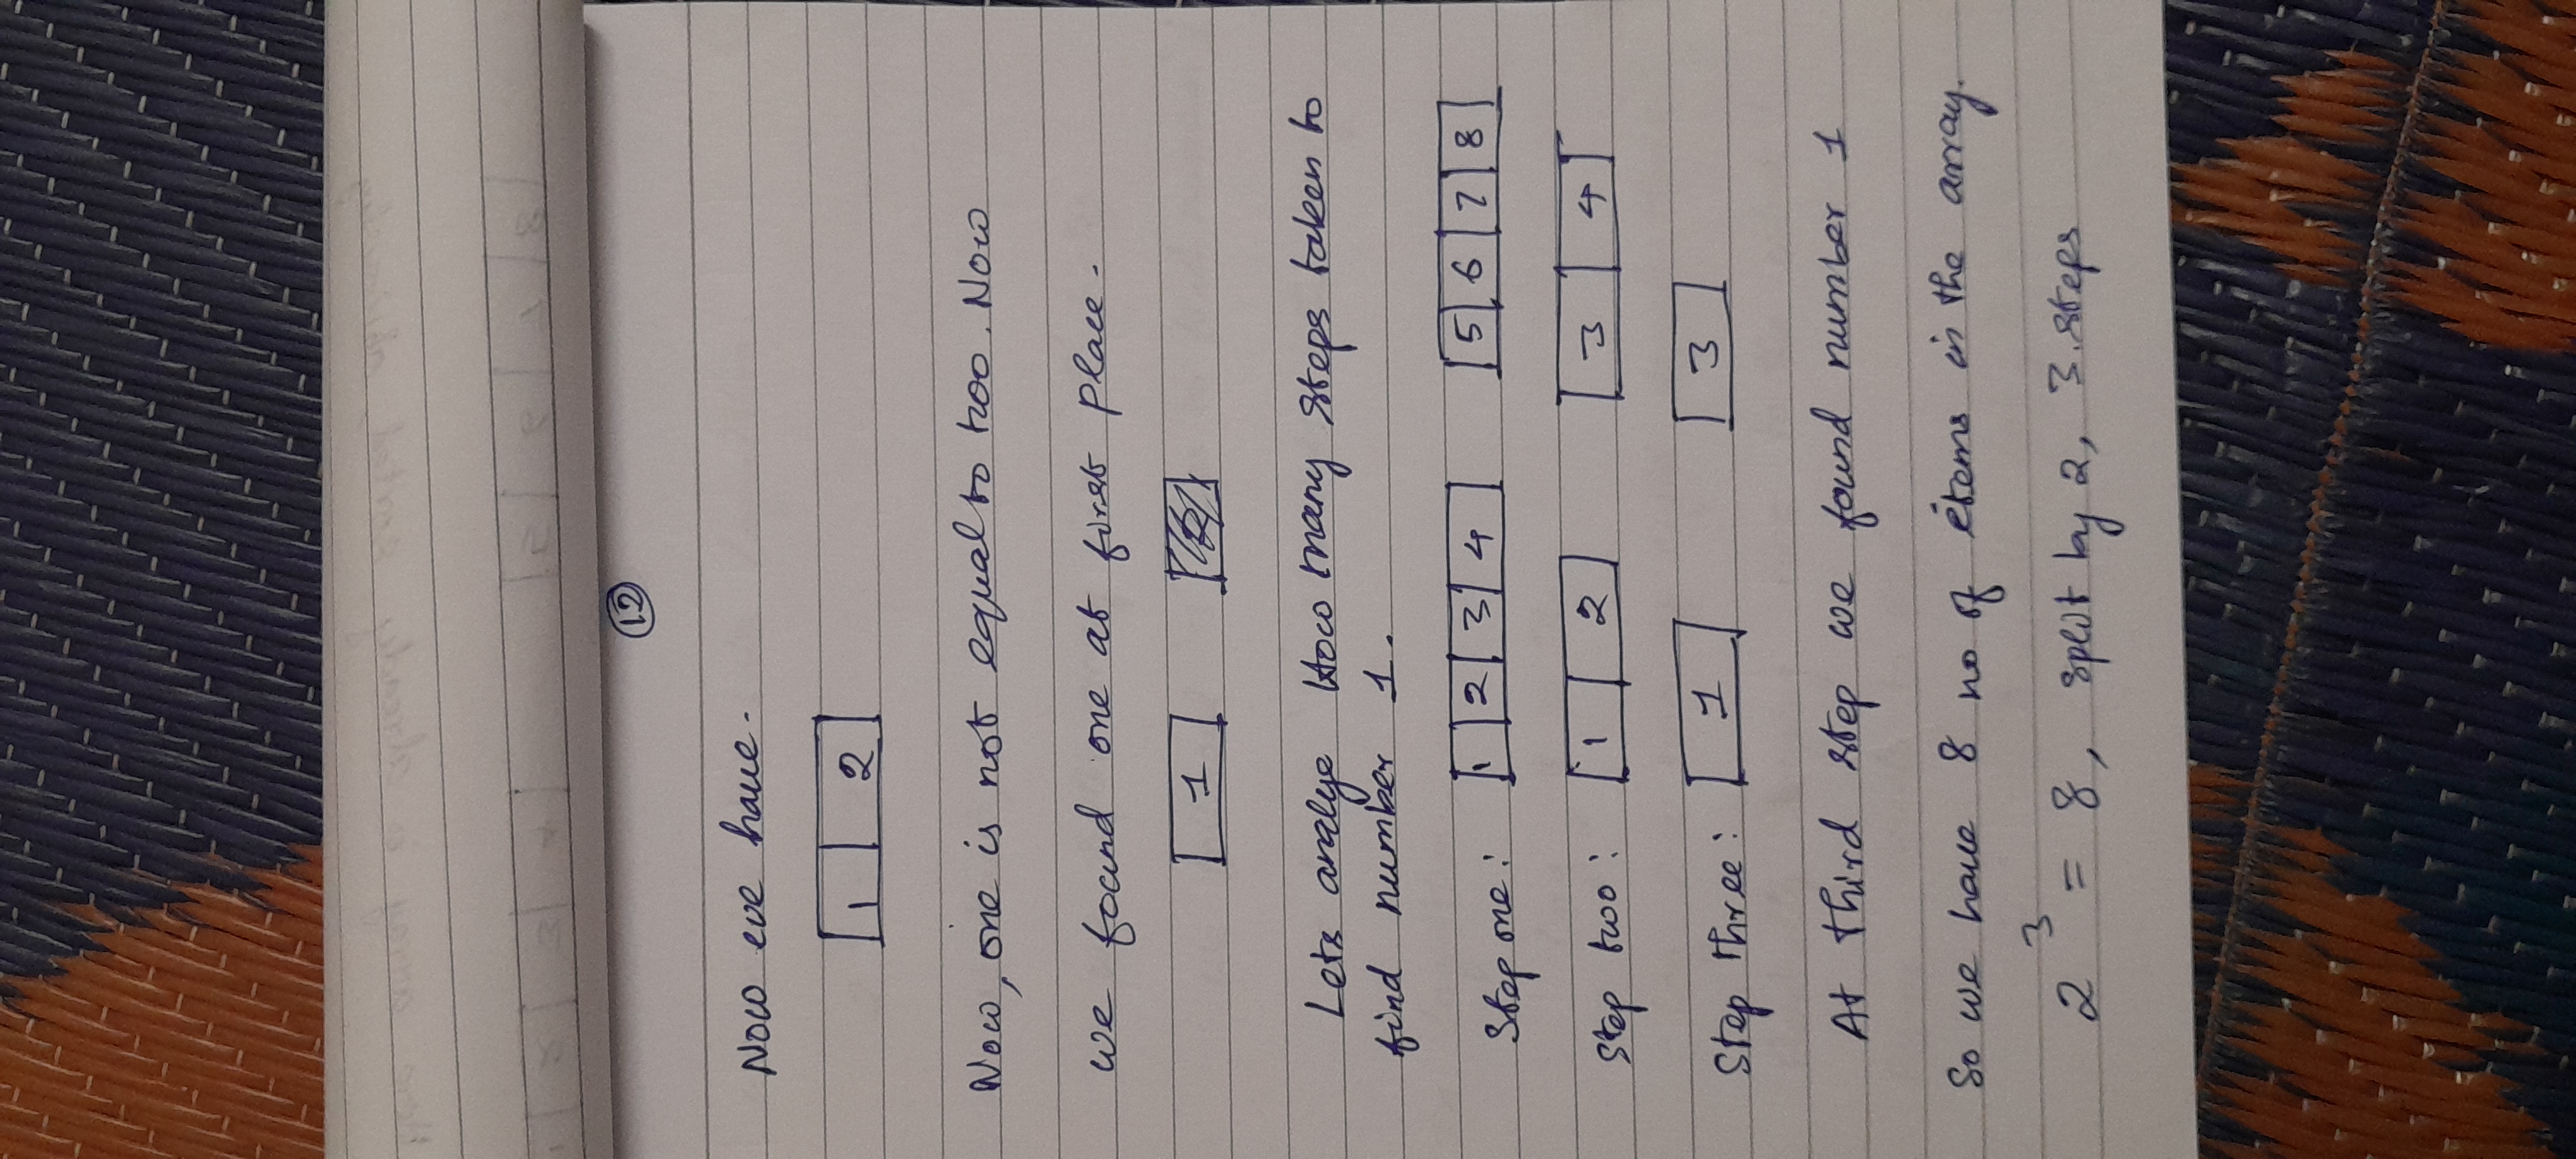 12
Now we have.
1 2
Now, one is not equal to two. Now
we found one at first place.
1
Lets analye How many steps taken to
find number 1.
Step one: 1 2 3 4 5 6 7 8
Step two: 1 2 3 4
Step three: 1 3
At third step we found number 1
So we have 8 no of items in the array.
2³ = 8, split by 2, 3.steps